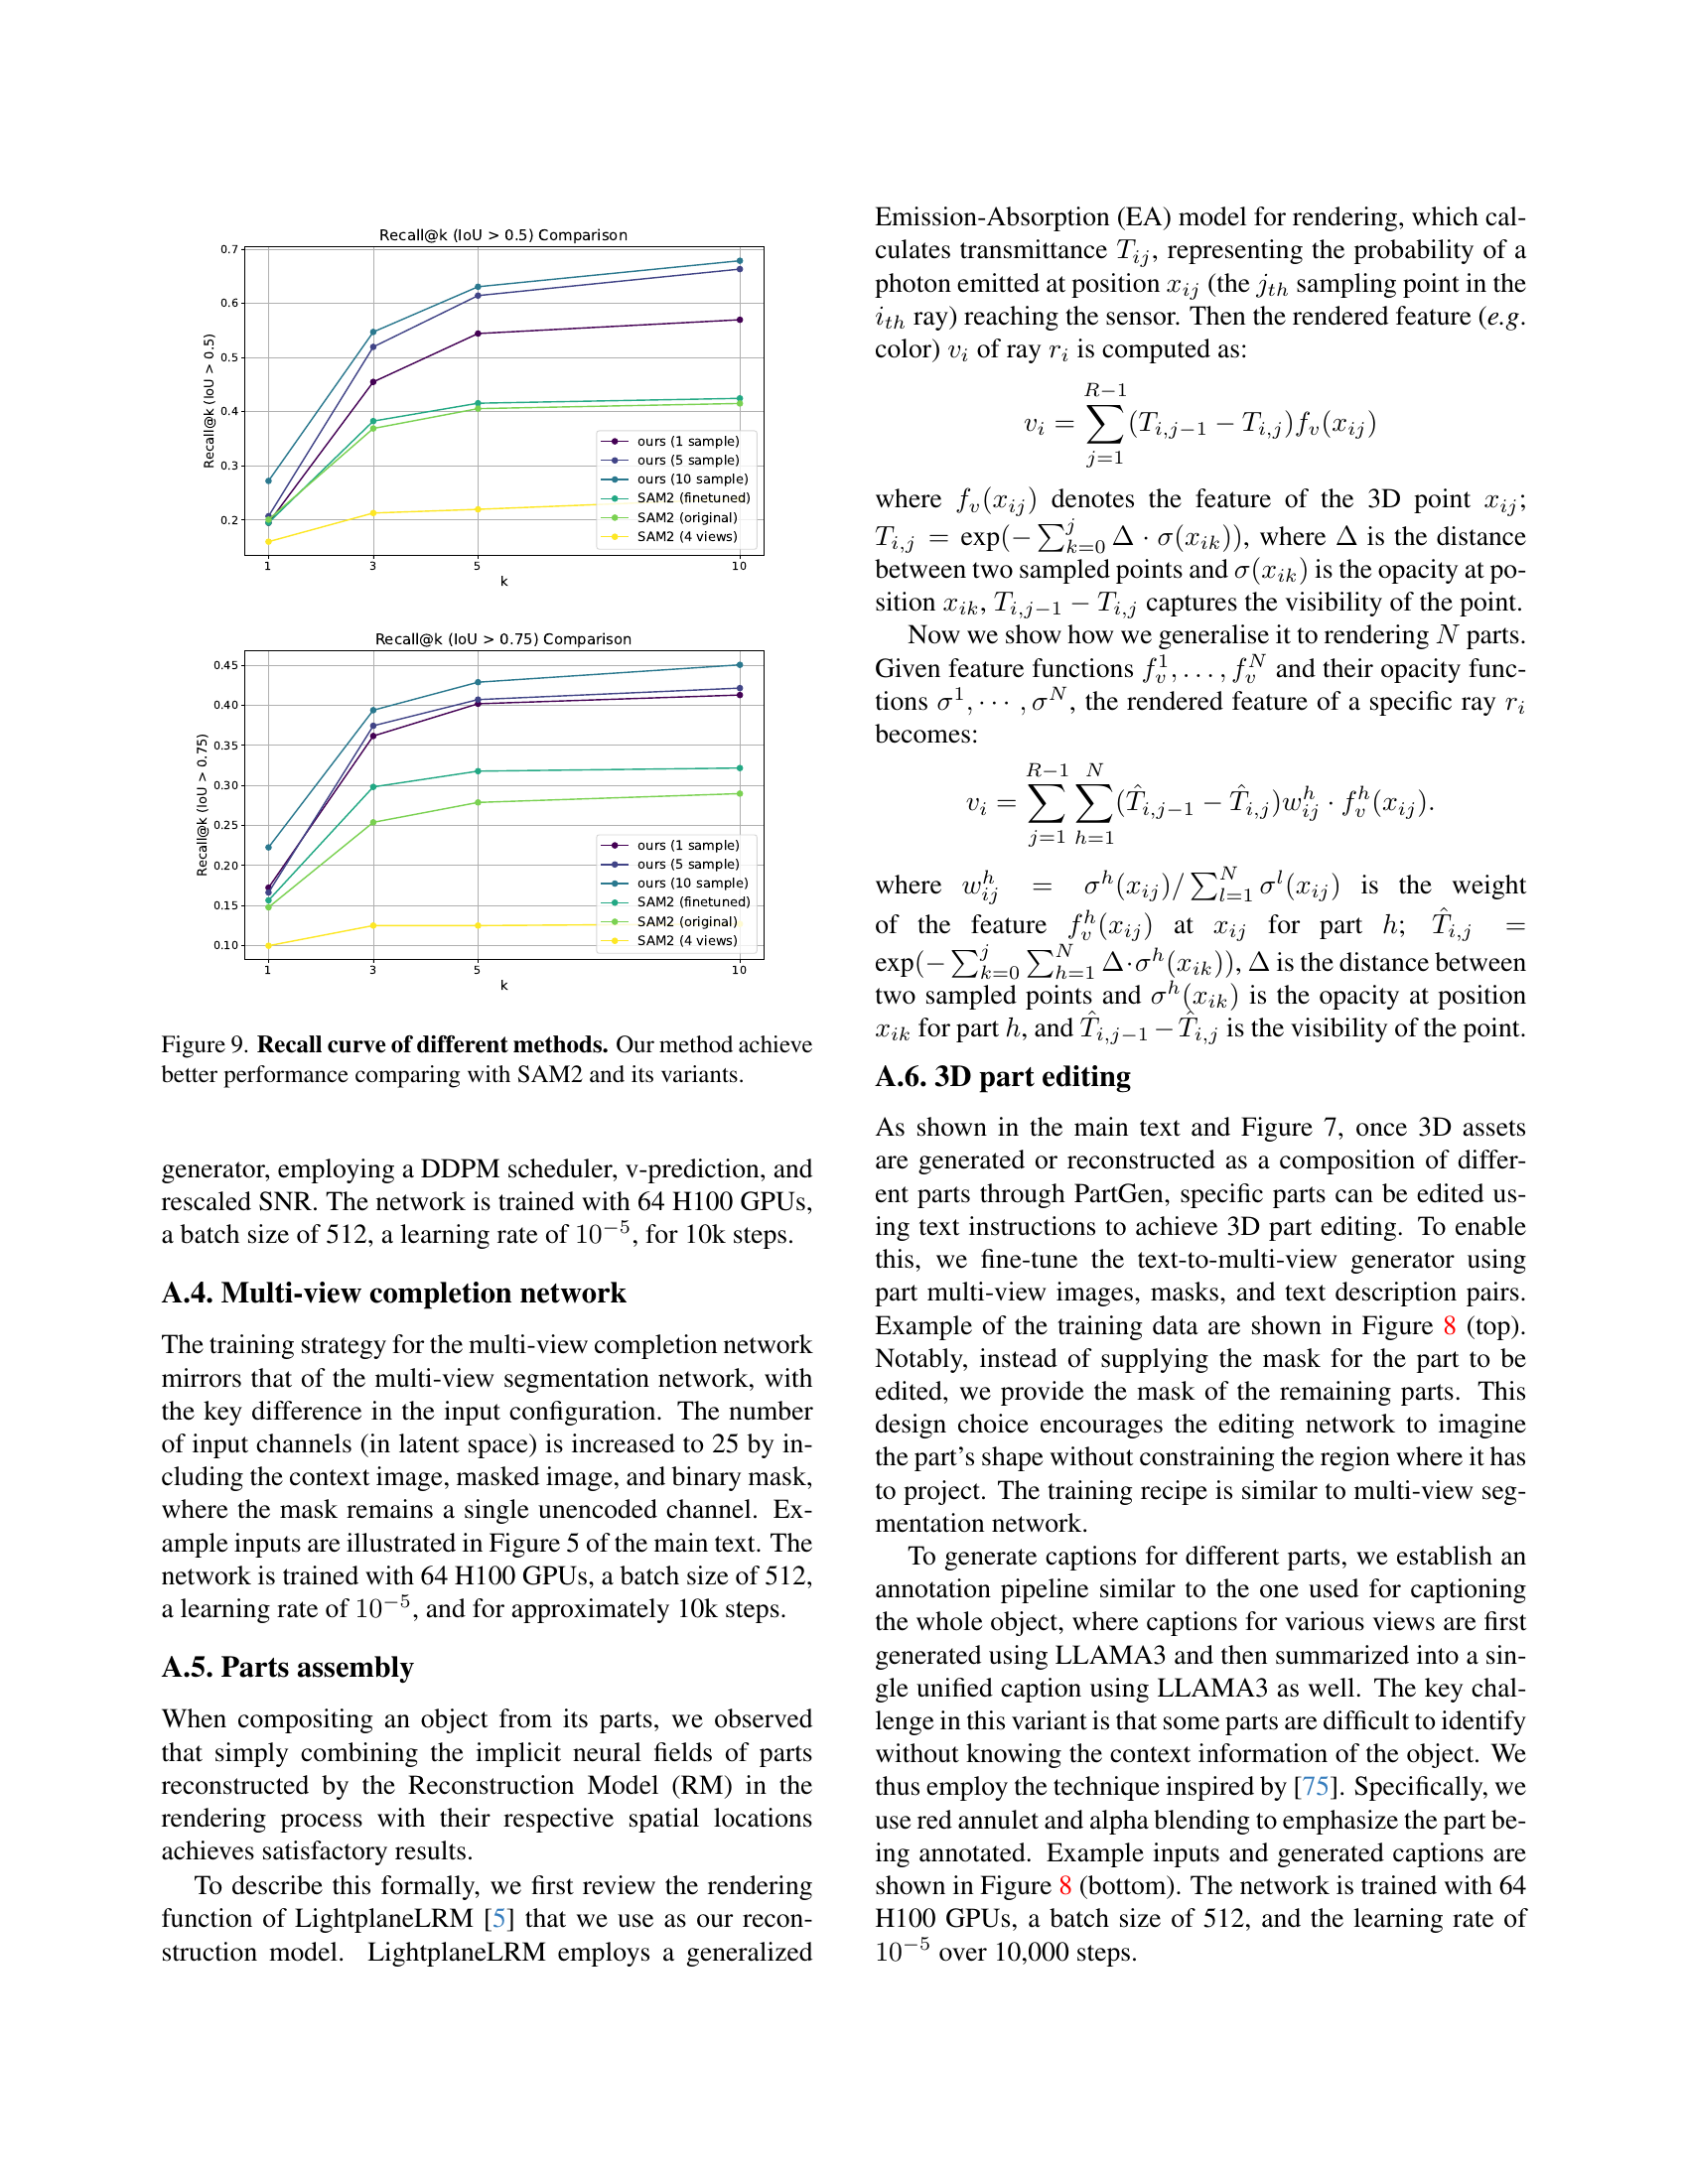 Recall@k (IoU > 0.5) Comparison
0.7
0.6
0.5
0.4
0.3
0.2
Recall@k (IoU > 0.5)
ours (1 sample)
ours (5 sample)
ours (10 sample)
SAM2 (finetuned)
SAM2 (original)
SAM2 (4 views)
1 3 5 10
k
Recall@k (IoU > 0.75) Comparison
0.45
0.40
0.35
0.30
0.25
0.20
0.15
0.10
Recall@k (IoU > 0.75)
ours (1 sample)
ours (5 sample)
ours (10 sample)
SAM2 (finetuned)
SAM2 (original)
SAM2 (4 views)
1 3 5 10
k
Figure 9. Recall curve of different methods. Our method achieve
better performance comparing with SAM2 and its variants.
generator, employing a DDPM scheduler, v-prediction, and
rescaled SNR. The network is trained with 64 H100 GPUs,
a batch size of 512, a learning rate of 10⁻⁵, for 10k steps.
A.4. Multi-view completion network
The training strategy for the multi-view completion network
mirrors that of the multi-view segmentation network, with
the key difference in the input configuration. The number
of input channels (in latent space) is increased to 25 by in-
cluding the context image, masked image, and binary mask,
where the mask remains a single unencoded channel. Ex-
ample inputs are illustrated in Figure 5 of the main text. The
network is trained with 64 H100 GPUs, a batch size of 512,
a learning rate of 10⁻⁵, and for approximately 10k steps.
A.5. Parts assembly
When compositing an object from its parts, we observed
that simply combining the implicit neural fields of parts
reconstructed by the Reconstruction Model (RM) in the
rendering process with their respective spatial locations
achieves satisfactory results.
To describe this formally, we first review the rendering
function of LightplaneLRM [5] that we use as our recon-
struction model. LightplaneLRM employs a generalized
Emission-Absorption (EA) model for rendering, which cal-
culates transmittance T_{ij}, representing the probability of a
photon emitted at position x_{ij} (the j_{th} sampling point in the
i_{th} ray) reaching the sensor. Then the rendered feature (e.g.
color) v_i of ray r_i is computed as:
v_i = \sum_{j=1}^{R-1} (T_{i,j-1} − T_{i,j}) f_v(x_{ij})
where f_v(x_{ij}) denotes the feature of the 3D point x_{ij};
T_{i,j} = exp(− \sum_{k=0}^{j} Δ · σ(x_{ik})), where Δ is the distance
between two sampled points and σ(x_{ik}) is the opacity at po-
sition x_{ik}, T_{i,j-1} − T_{i,j} captures the visibility of the point.
Now we show how we generalise it to rendering N parts.
Given feature functions f_v^1, . . . , f_v^N and their opacity func-
tions σ^1, · · · , σ^N, the rendered feature of a specific ray r_i
becomes:
v_i = \sum_{j=1}^{R-1} \sum_{h=1}^{N} (\hat{T}_{i,j-1} − \hat{T}_{i,j}) w_{ij}^h · f_v^h(x_{ij}).
where w_{ij}^h = σ^h(x_{ij})/ \sum_{l=1}^{N} σ^l(x_{ij}) is the weight
of the feature f_v^h(x_{ij}) at x_{ij} for part h; \hat{T}_{i,j} =
exp(− \sum_{k=0}^{j} \sum_{h=1}^{N} Δ·σ^h(x_{ik})), Δ is the distance between
two sampled points and σ^h(x_{ik}) is the opacity at position
x_{ik} for part h, and \hat{T}_{i,j-1} − \hat{T}_{i,j} is the visibility of the point.
A.6. 3D part editing
As shown in the main text and Figure 7, once 3D assets
are generated or reconstructed as a composition of differ-
ent parts through PartGen, specific parts can be edited us-
ing text instructions to achieve 3D part editing. To enable
this, we fine-tune the text-to-multi-view generator using
part multi-view images, masks, and text description pairs.
Example of the training data are shown in Figure 8 (top).
Notably, instead of supplying the mask for the part to be
edited, we provide the mask of the remaining parts. This
design choice encourages the editing network to imagine
the part's shape without constraining the region where it has
to project. The training recipe is similar to multi-view seg-
mentation network.
To generate captions for different parts, we establish an
annotation pipeline similar to the one used for captioning
the whole object, where captions for various views are first
generated using LLAMA3 and then summarized into a sin-
gle unified caption using LLAMA3 as well. The key chal-
lenge in this variant is that some parts are difficult to identify
without knowing the context information of the object. We
thus employ the technique inspired by [75]. Specifically, we
use red annulet and alpha blending to emphasize the part be-
ing annotated. Example inputs and generated captions are
shown in Figure 8 (bottom). The network is trained with 64
H100 GPUs, a batch size of 512, and the learning rate of
10⁻⁵ over 10,000 steps.